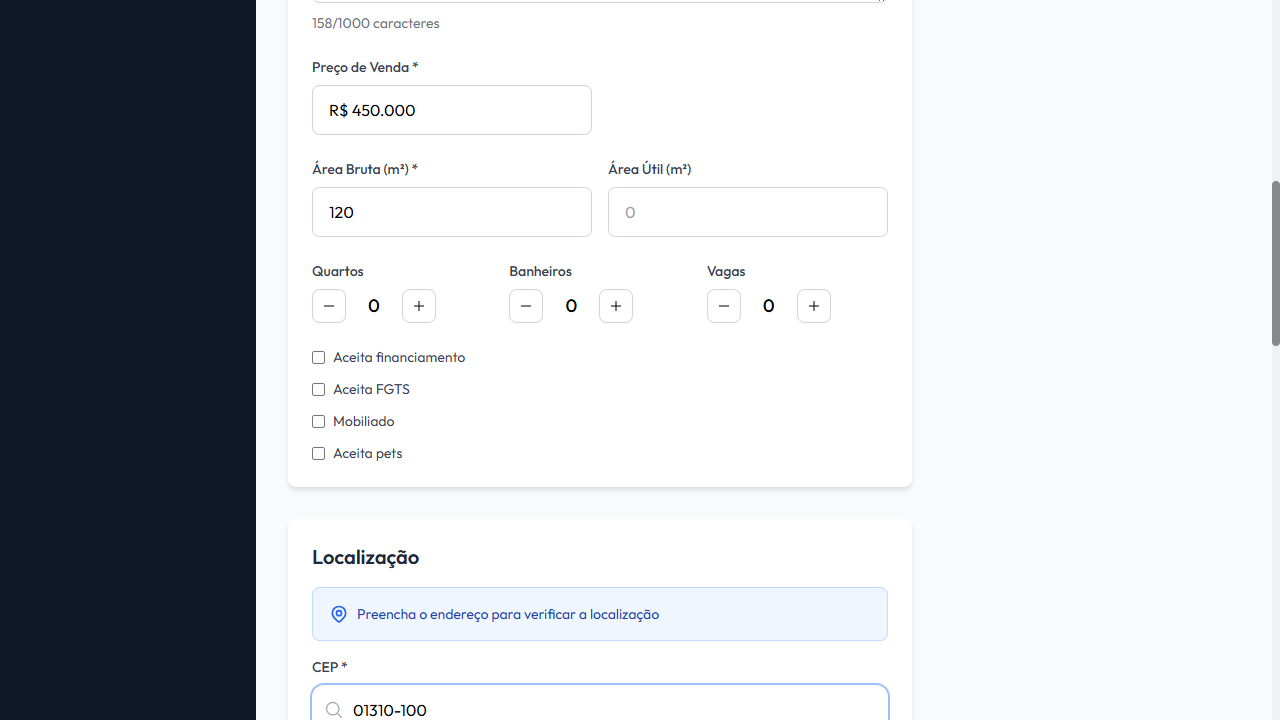 158/1000 caracteres
Preço de Venda *
R$ 450.000
Área Bruta (m²) * Área Útil (m²)
120 0
Quartos Banheiros Vagas
− 0 + − 0 + − 0 +
Aceita financiamento
Aceita FGTS
Mobiliado
Aceita pets
Localização
Preencha o endereço para verificar a localização
CEP *
01310-100